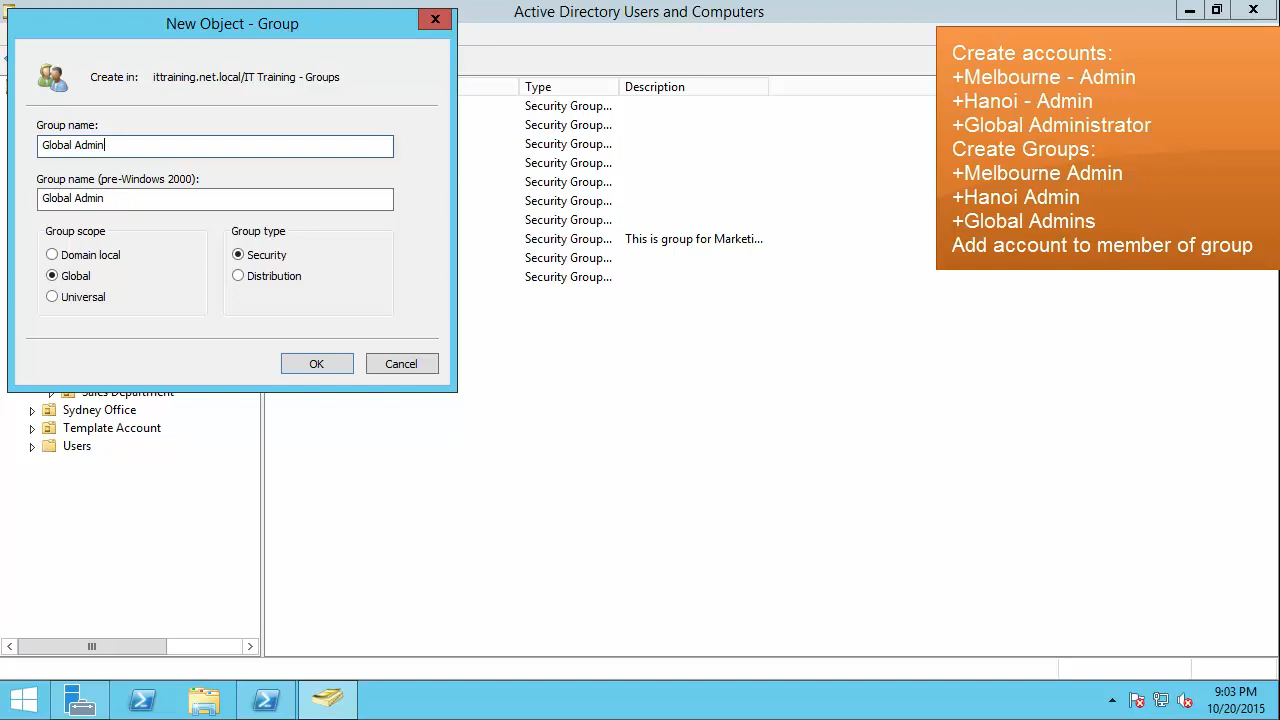 New Object - Group
x
Active Directory Users and Computers
Create in: ittraining.net.local/IT Training - Groups
Group name:
Global Admin
Group name (pre-Windows 2000):
Global Admin
Group scope
Domain local
Global
Universal
Group type
Security
Distribution
OK
Cancel
Type
Description
Security Group...
Security Group...
Security Group...
Security Group...
Security Group...
Security Group...
Security Group...
Security Group... This is group for Marketi...
Security Group...
Security Group...
Create accounts:
+Melbourne - Admin
+Hanoi - Admin
+Global Administrator
Create Groups:
+Melbourne Admin
+Hanoi Admin
+Global Admins
Add account to member of group
Sales Department
Sydney Office
Template Account
Users
9:03 PM
10/20/2015